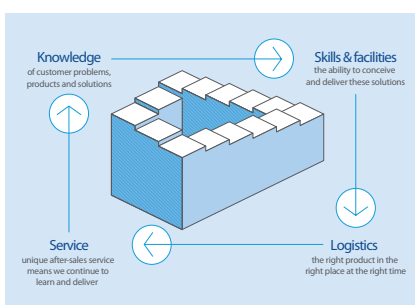 Knowledge
of customer problems,
products and solutions
Skills & facilities
the ability to conceive
and deliver these solutions
Service
unique after-sales service
means we continue to
learn and deliver
Logistics
the right product in the
right place at the right time